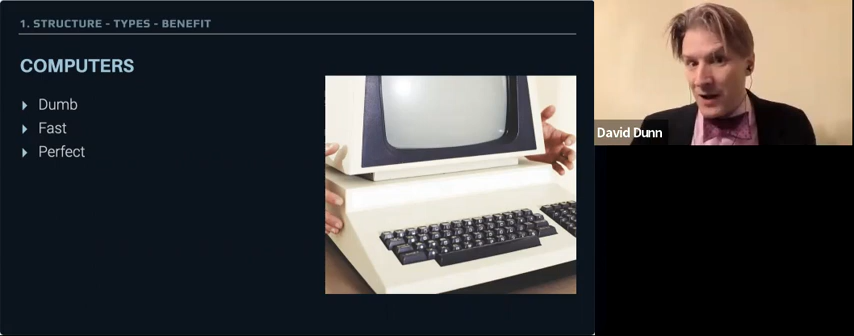 1. STRUCTURE - TYPES - BENEFIT
COMPUTERS
Dumb
Fast
Perfect
David Dunn